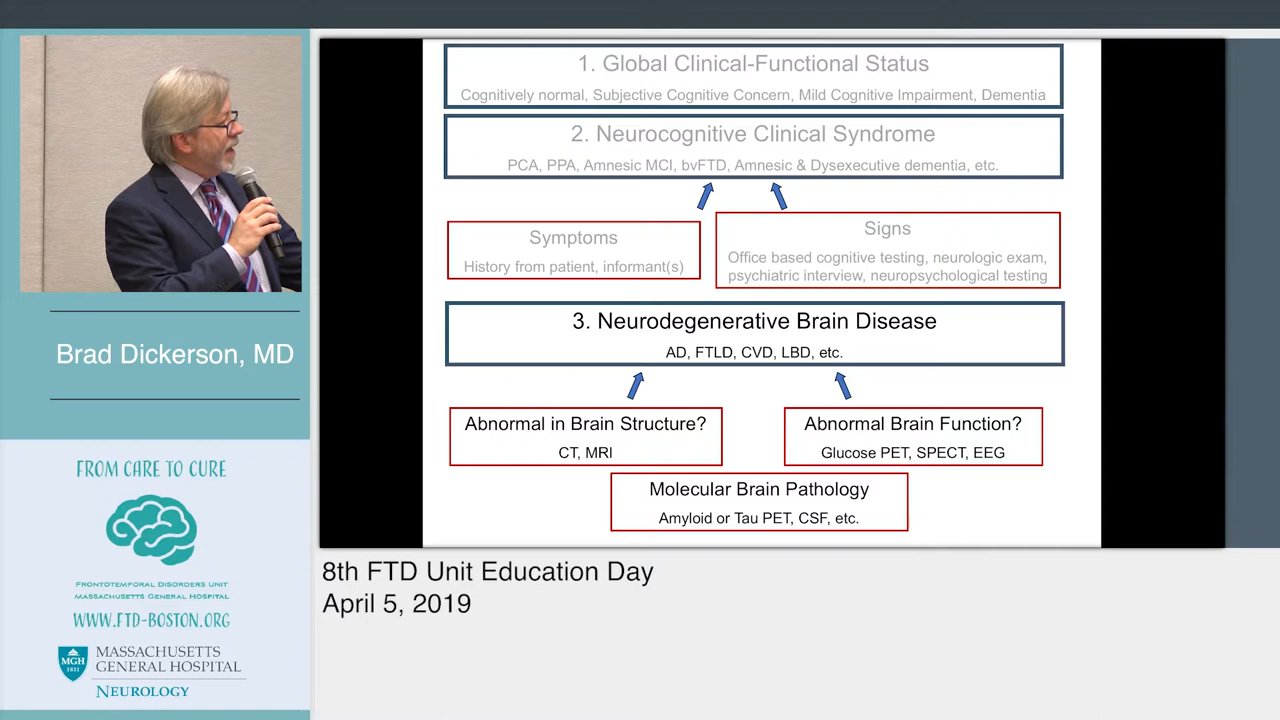 1. Global Clinical-Functional Status
Cognitively normal, Subjective Cognitive Concern, Mild Cognitive Impairment, Dementia
2. Neurocognitive Clinical Syndrome
PCA, PPA, Amnesic MCI, bvFTD, Amnesic & Dysexecutive dementia, etc.
Symptoms
History from patient, informant(s)
Signs
Office based cognitive testing, neurologic exam,
psychiatric interview, neuropsychological testing
3. Neurodegenerative Brain Disease
AD, FTLD, CVD, LBD, etc.
Abnormal in Brain Structure?
CT, MRI
Abnormal Brain Function?
Glucose PET, SPECT, EEG
Molecular Brain Pathology
Amyloid or Tau PET, CSF, etc.
Brad Dickerson, MD
FROM CARE TO CURE
FRONTOTEMPORAL DISORDERS UNIT
MASSACHUSETTS GENERAL HOSPITAL
WWW.FTD-BOSTON.ORG
MGH
1811
MASSACHUSETTS
GENERAL HOSPITAL
NEUROLOGY
8th FTD Unit Education Day
April 5, 2019